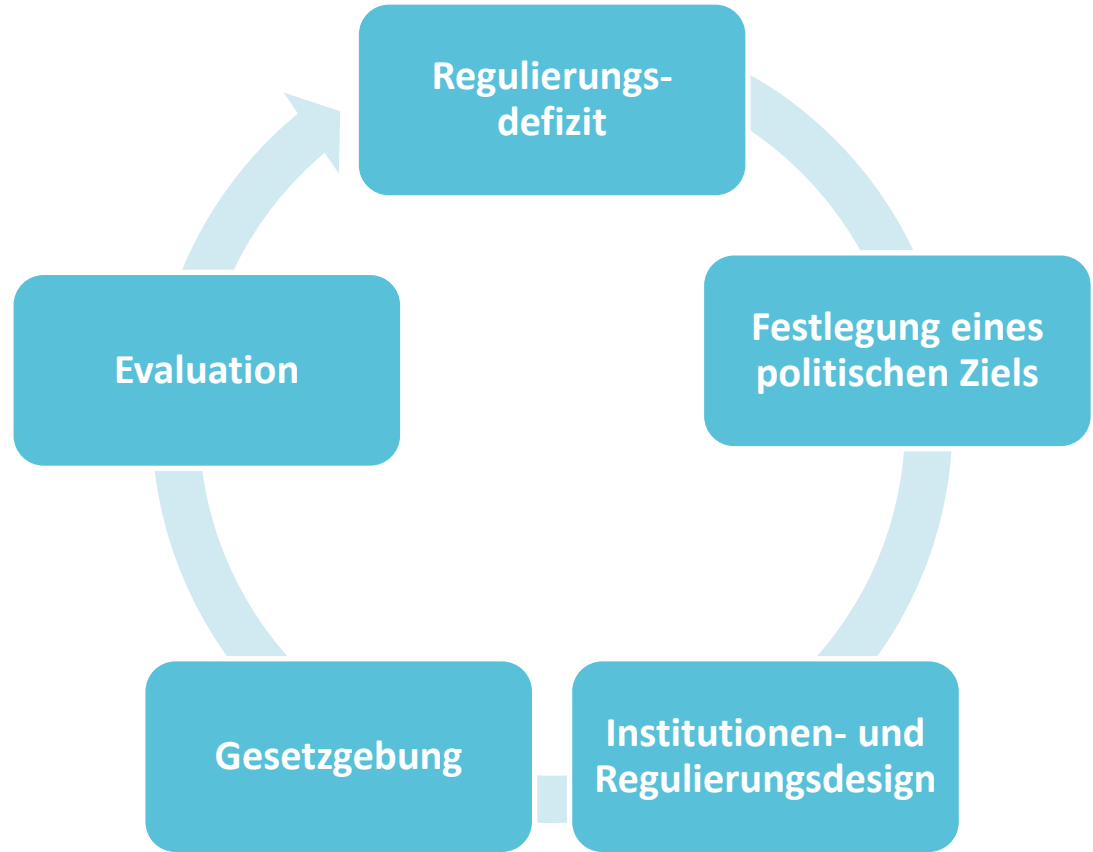 Regulierungs-
defizit
Festlegung eines
politischen Ziels
Institutionen- und
Regulierungsdesign
Gesetzgebung
Evaluation